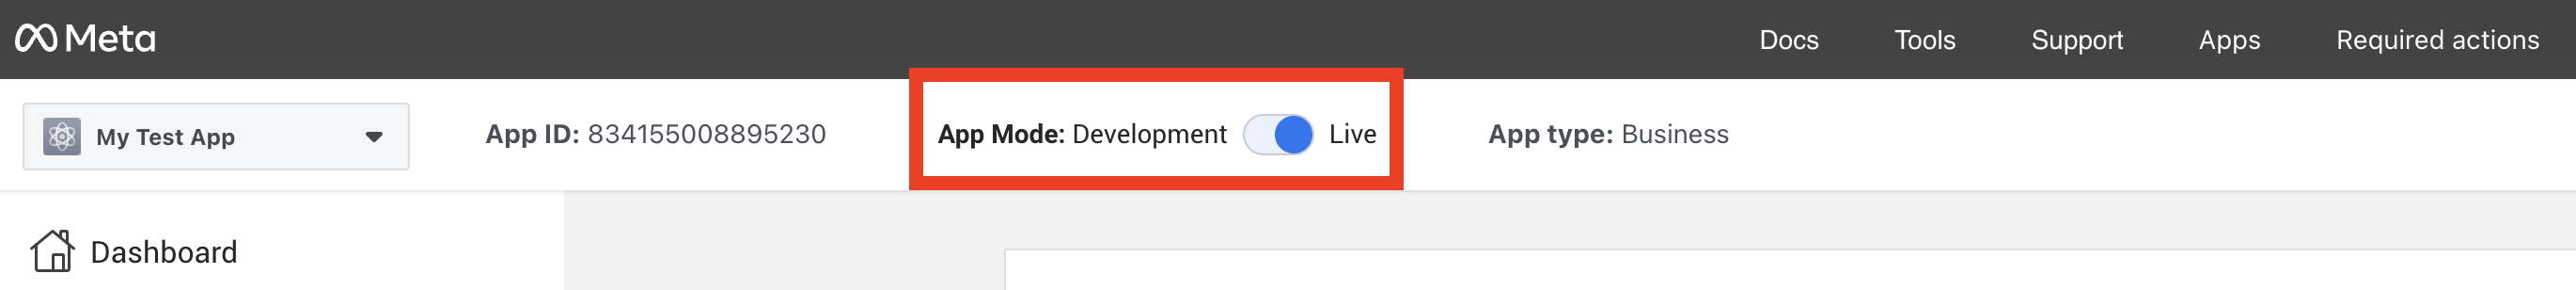 Meta Docs Tools Support Apps Required actions
My Test App App ID: 834155008895230 App Mode: Development Live App type: Business
Dashboard